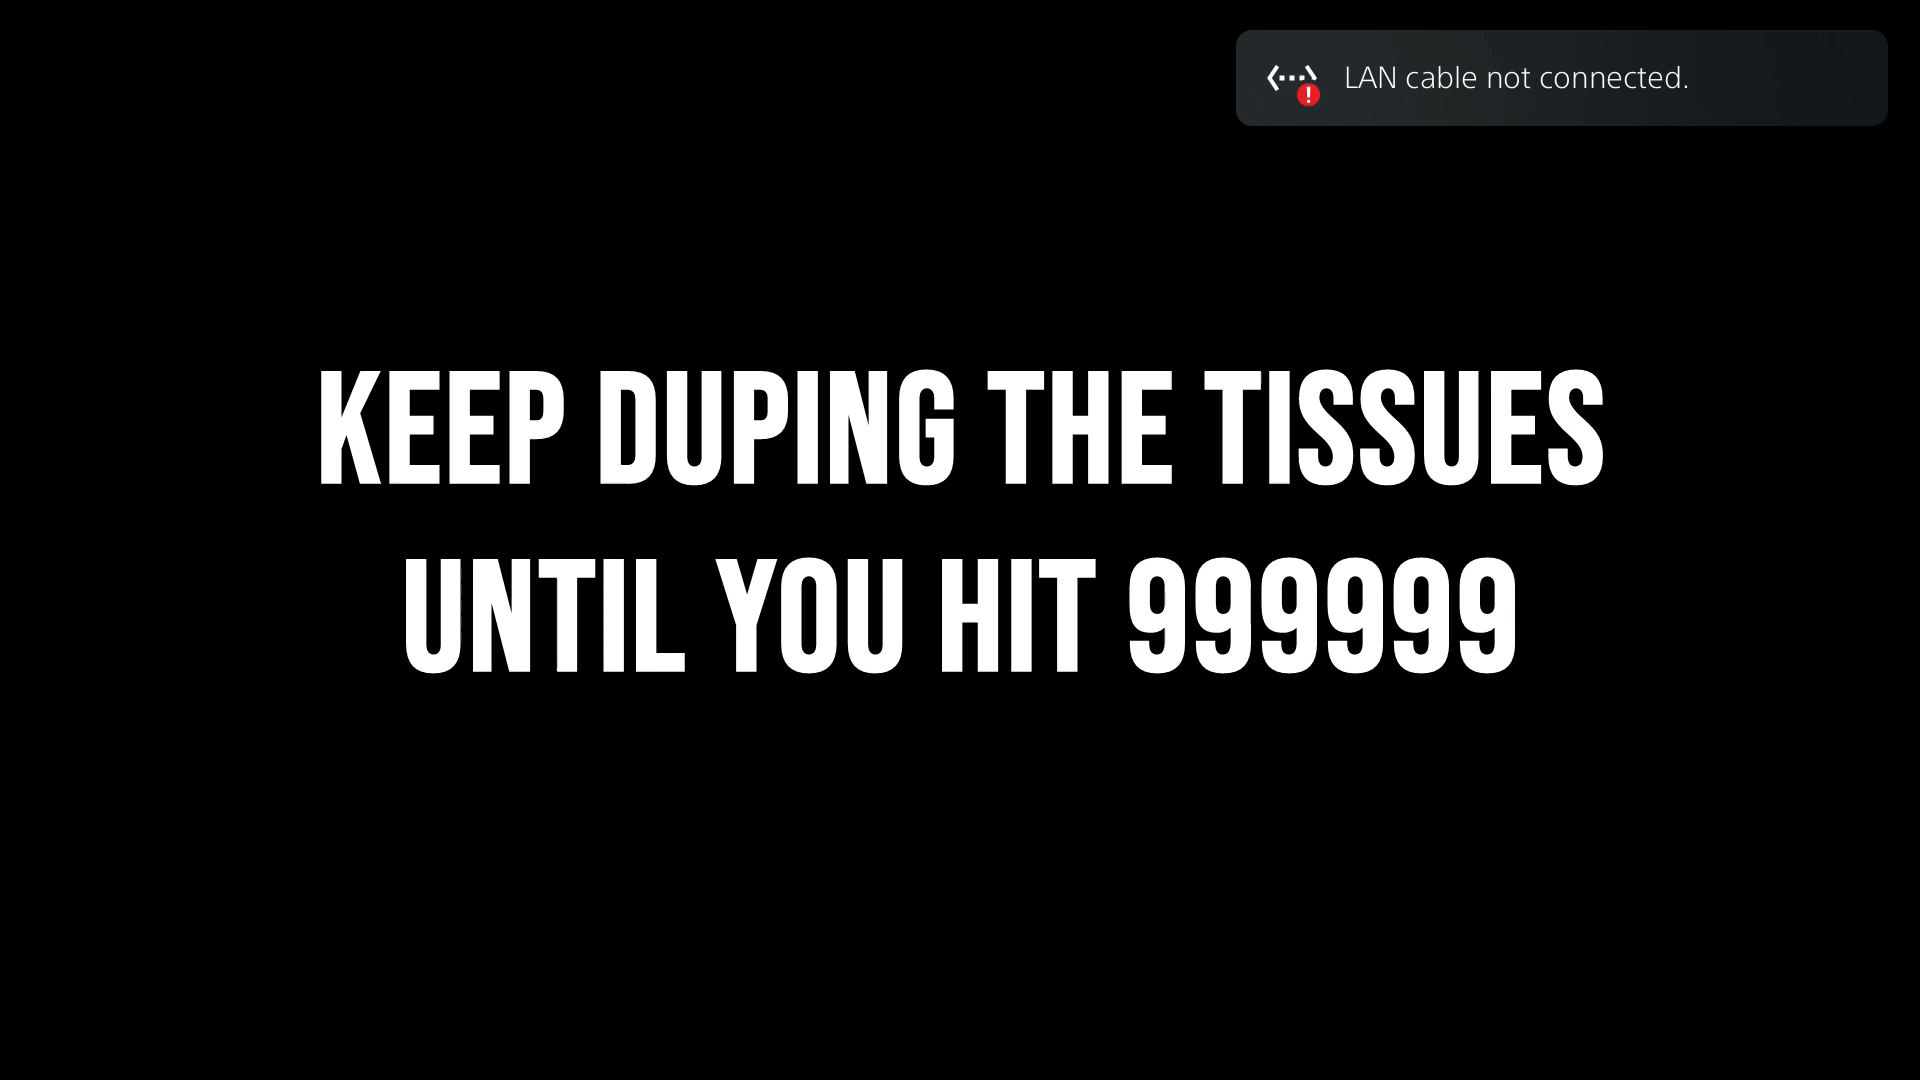 LAN cable not connected.
KEEP DUPING THE TISSUES
UNTIL YOU HIT 999999